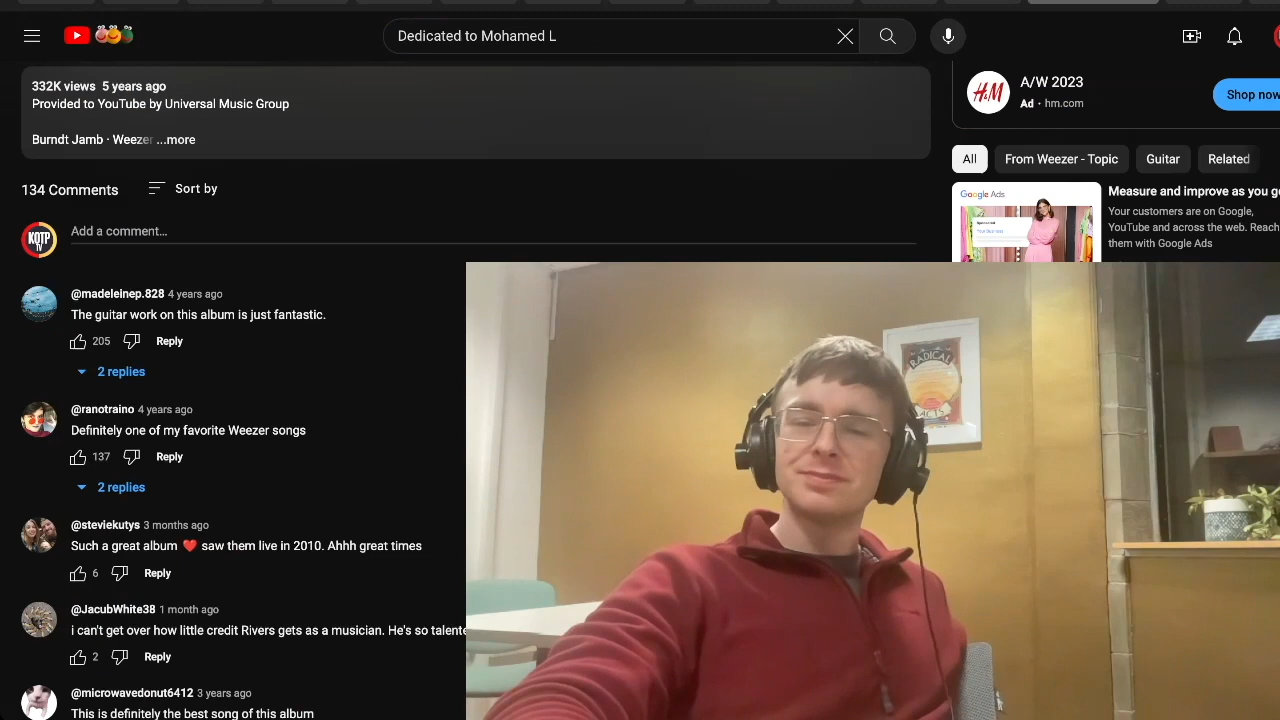 Dedicated to Mohamed L
332K views 5 years ago
Provided to YouTube by Universal Music Group
Burndt Jamb · Weezer ...more
134 Comments
Sort by
KOTP
TV
Add a comment...
@madeleinep.828 4 years ago
The guitar work on this album is just fantastic.
205
Reply
2 replies
@ranotraino 4 years ago
Definitely one of my favorite Weezer songs
137
Reply
2 replies
@steviekutys 3 months ago
Such a great album ❤️ saw them live in 2010. Ahhh great times
6
Reply
@JacubWhite38 1 month ago
i can't get over how little credit Rivers gets as a musician. He's so talente
2
Reply
@microwavedonut6412 3 years ago
This is definitely the best song of this album
H&M
A/W 2023
Ad · hm.com
Shop now
All
From Weezer - Topic
Guitar
Related
Google Ads
Measure and improve as you g
Your customers are on Google,
YouTube and across the web. Reach
them with Google Ads
RADICAL
ACTS